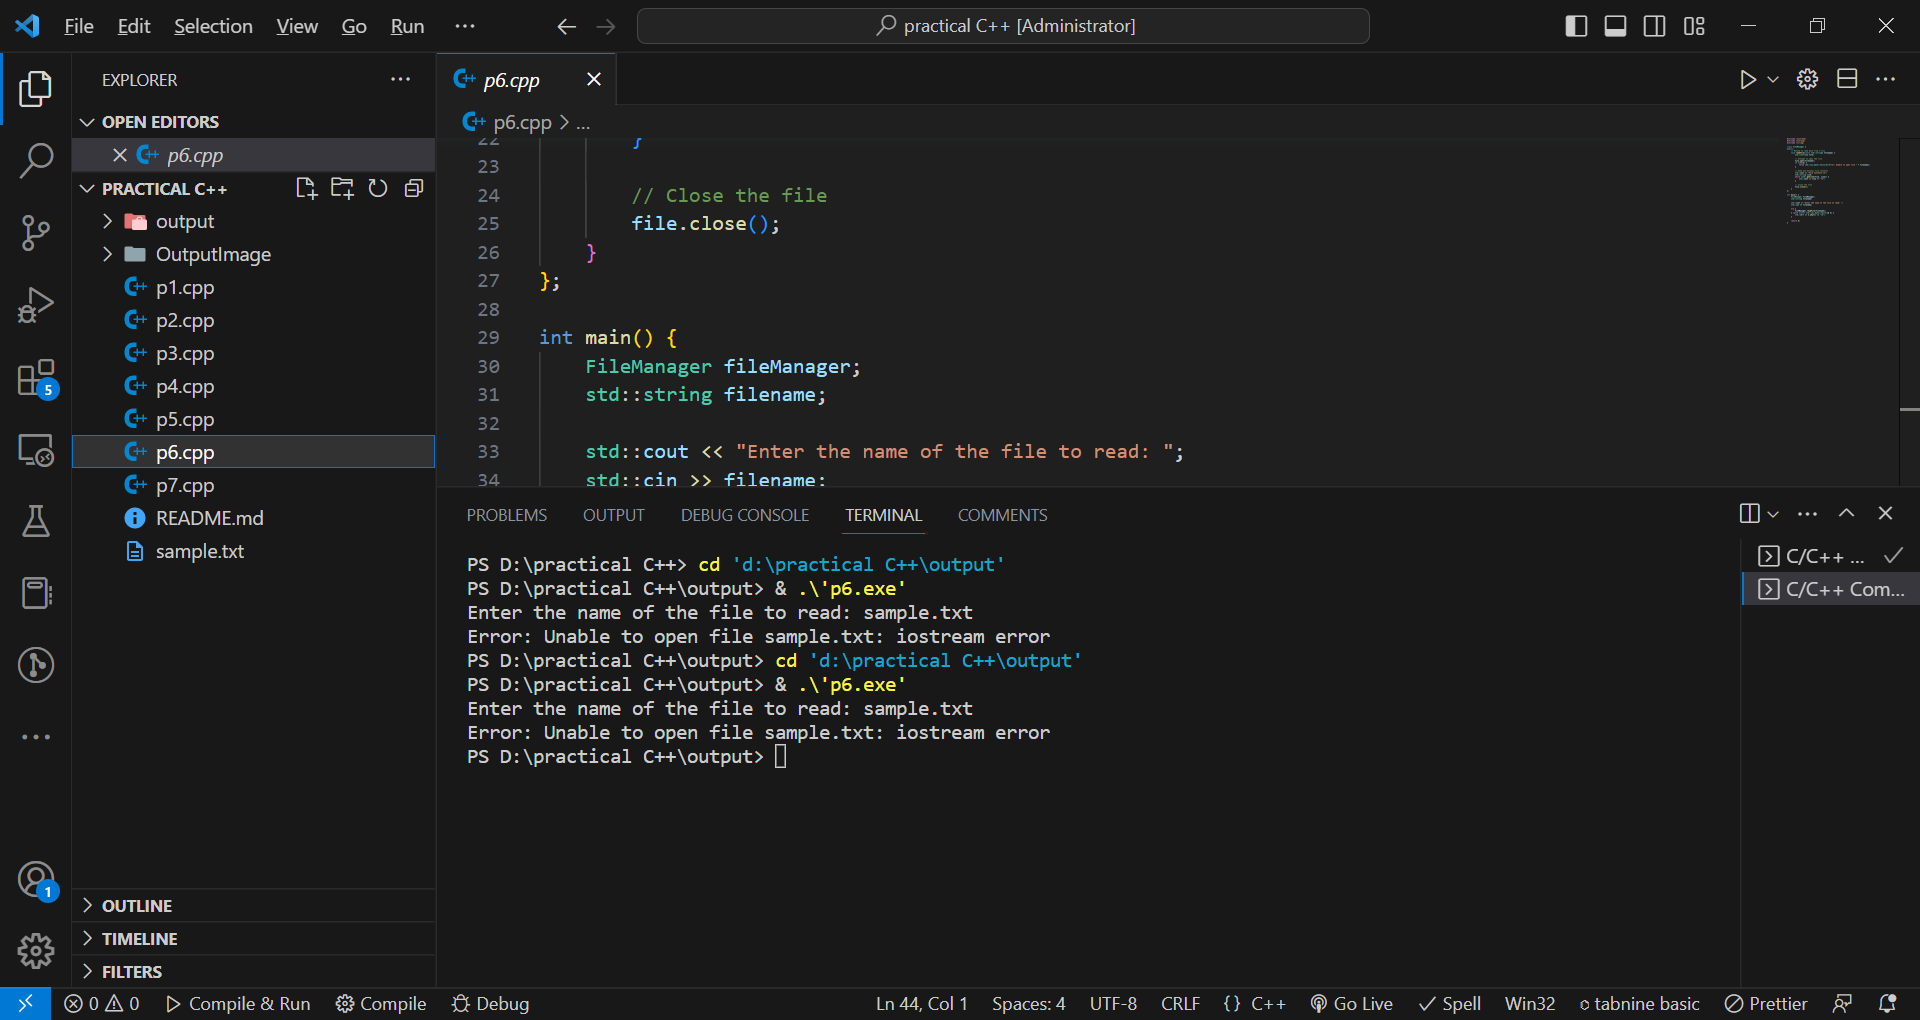 File Edit Selection View Go Run ···
practical C++ [Administrator]
EXPLORER
OPEN EDITORS
p6.cpp
PRACTICAL C++
output
OutputImage
p1.cpp
p2.cpp
p3.cpp
p4.cpp
p5.cpp
p6.cpp
p7.cpp
README.md
sample.txt
OUTLINE
TIMELINE
FILTERS
5
1
p6.cpp
p6.cpp > ...
22 }
23
24 // Close the file
25 file.close();
26 }
27 };
28
29 int main() {
30 FileManager fileManager;
31 std::string filename;
32
33 std::cout << "Enter the name of the file to read: ";
34 std::cin >> filename;
PROBLEMS OUTPUT DEBUG CONSOLE TERMINAL COMMENTS
PS D:\practical C++> cd 'd:\practical C++\output'
PS D:\practical C++\output> & .\'p6.exe'
Enter the name of the file to read: sample.txt
Error: Unable to open file sample.txt: iostream error
PS D:\practical C++\output> cd 'd:\practical C++\output'
PS D:\practical C++\output> & .\'p6.exe'
Enter the name of the file to read: sample.txt
Error: Unable to open file sample.txt: iostream error
PS D:\practical C++\output>
C/C++ ...
C/C++ Com...
0 0 Compile & Run Compile Debug Ln 44, Col 1 Spaces: 4 UTF-8 CRLF {} C++ Go Live Spell Win32 tabnine basic Prettier